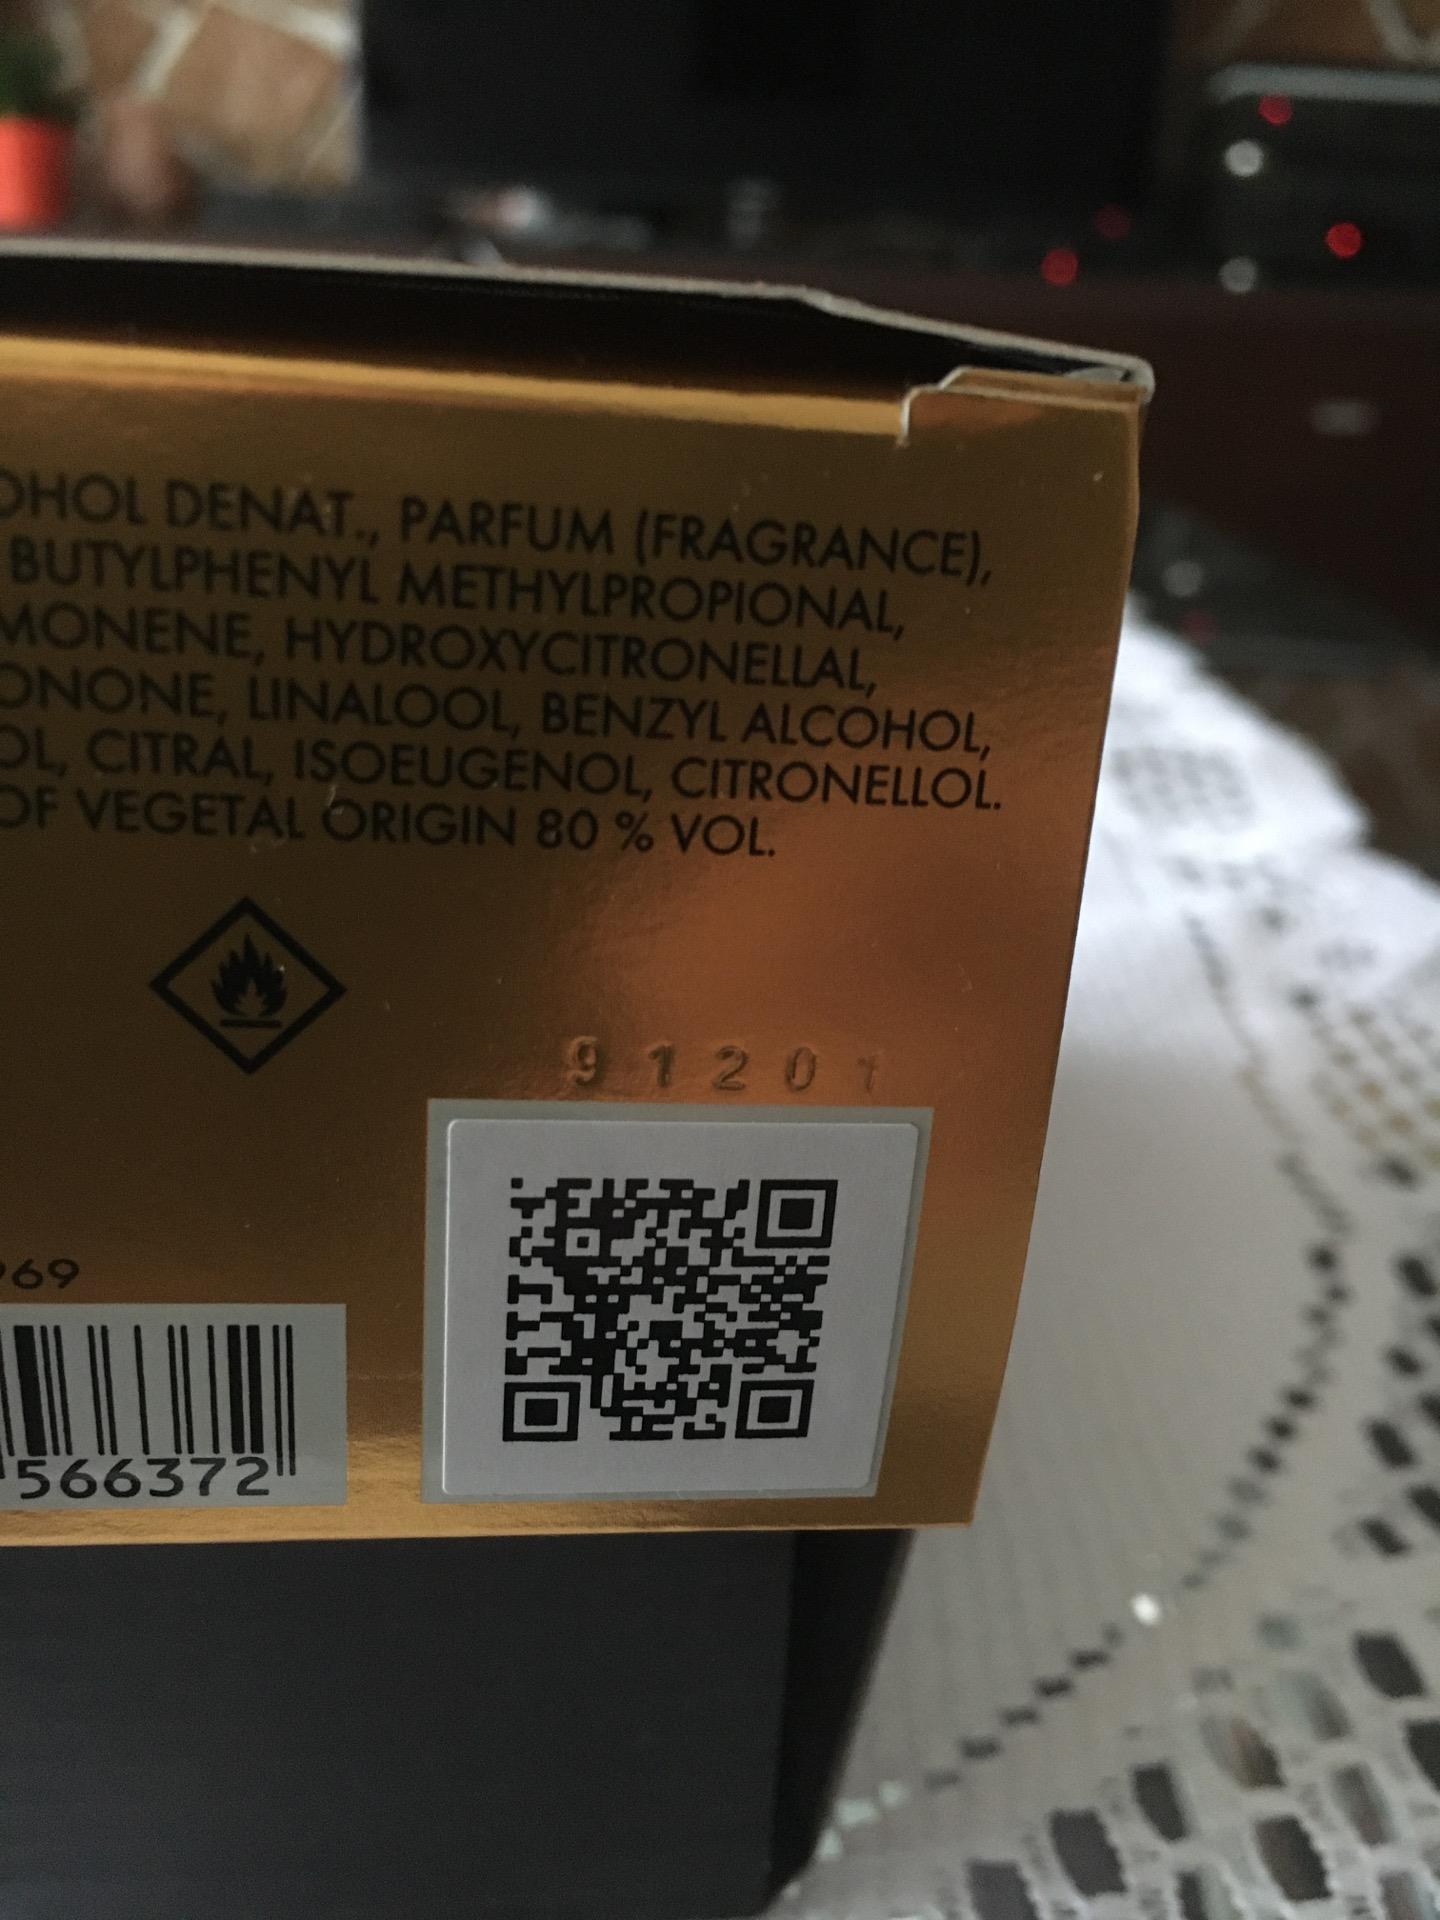 OHOL DENAT., PARFUM (FRAGRANCE),
BUTYLPHENYL METHYLPROPIONAL,
MONENE, HYDROXYCITRONELLAL,
ONONE, LINALOOL, BENZYL ALCOHOL,
OL, CITRAL, ISOEUGENOL, CITRONELLOL.
OF VEGETAL ORIGIN 80 % VOL.
91201
969
566372